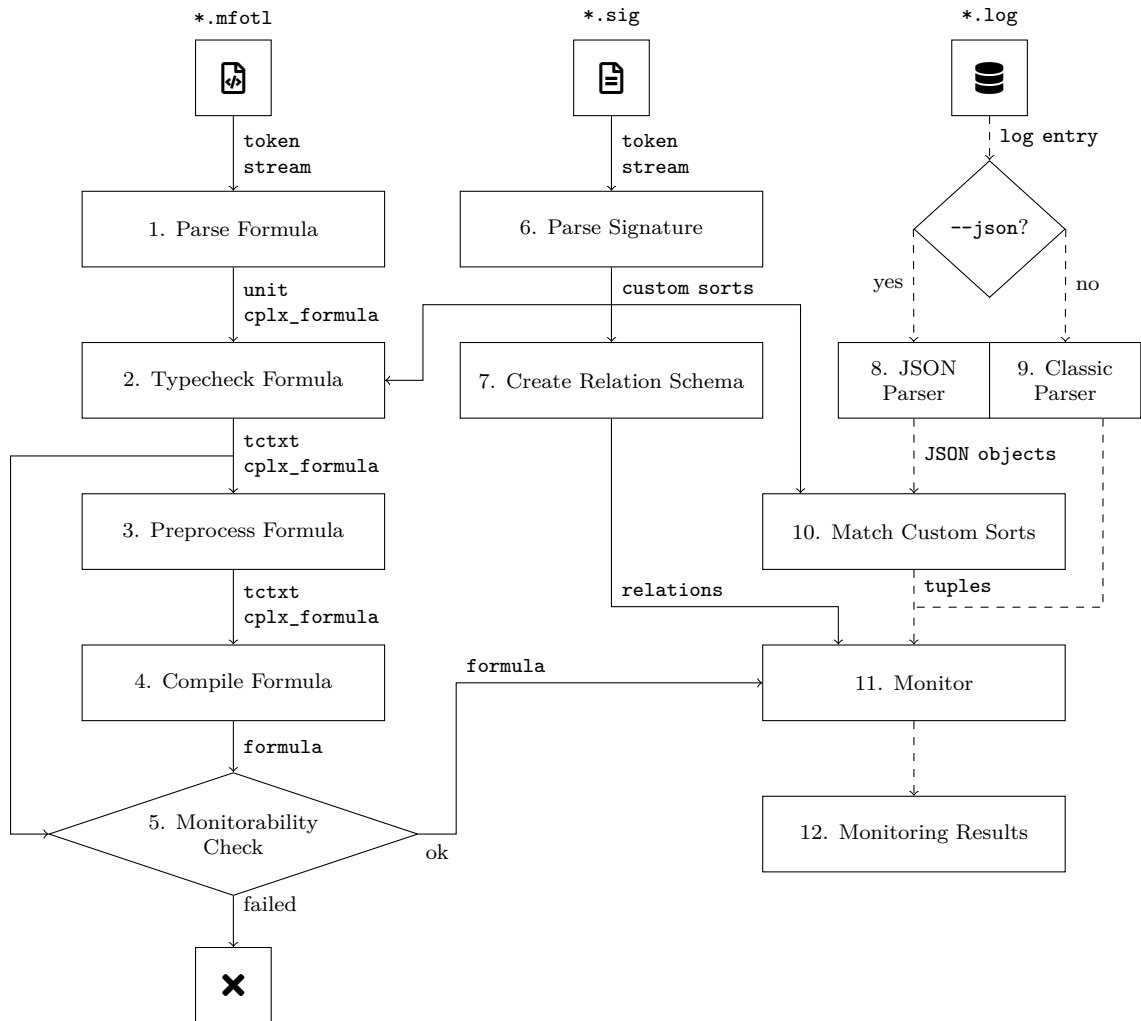 *.mfotl
*.sig
*.log
token
stream
token
stream
log entry
1. Parse Formula
6. Parse Signature
--json?
yes
no
unit
cplx_formula
custom sorts
2. Typecheck Formula
7. Create Relation Schema
8. JSON
Parser
9. Classic
Parser
tctxt
cplx_formula
JSON objects
3. Preprocess Formula
10. Match Custom Sorts
tctxt
cplx_formula
relations
tuples
4. Compile Formula
formula
11. Monitor
formula
5. Monitorability
Check
ok
failed
12. Monitoring Results